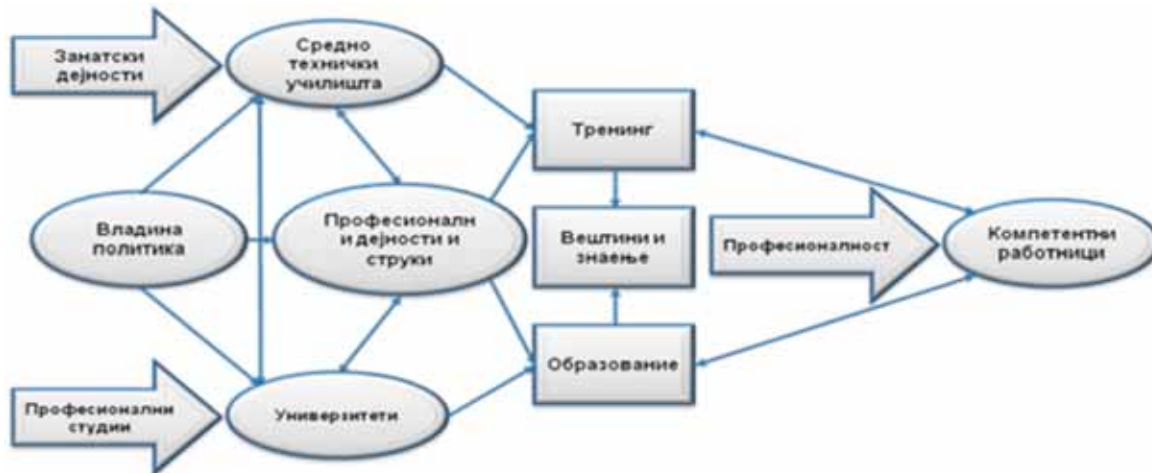 Занатски
дејности
Средно
технички
училишта
Тренинг
Владина
политика
Професионалн
и дејности и
струки
Вештини и
знаење
Професионалност
Компетентни
работници
Образование
Професионални
студии
Универзитети